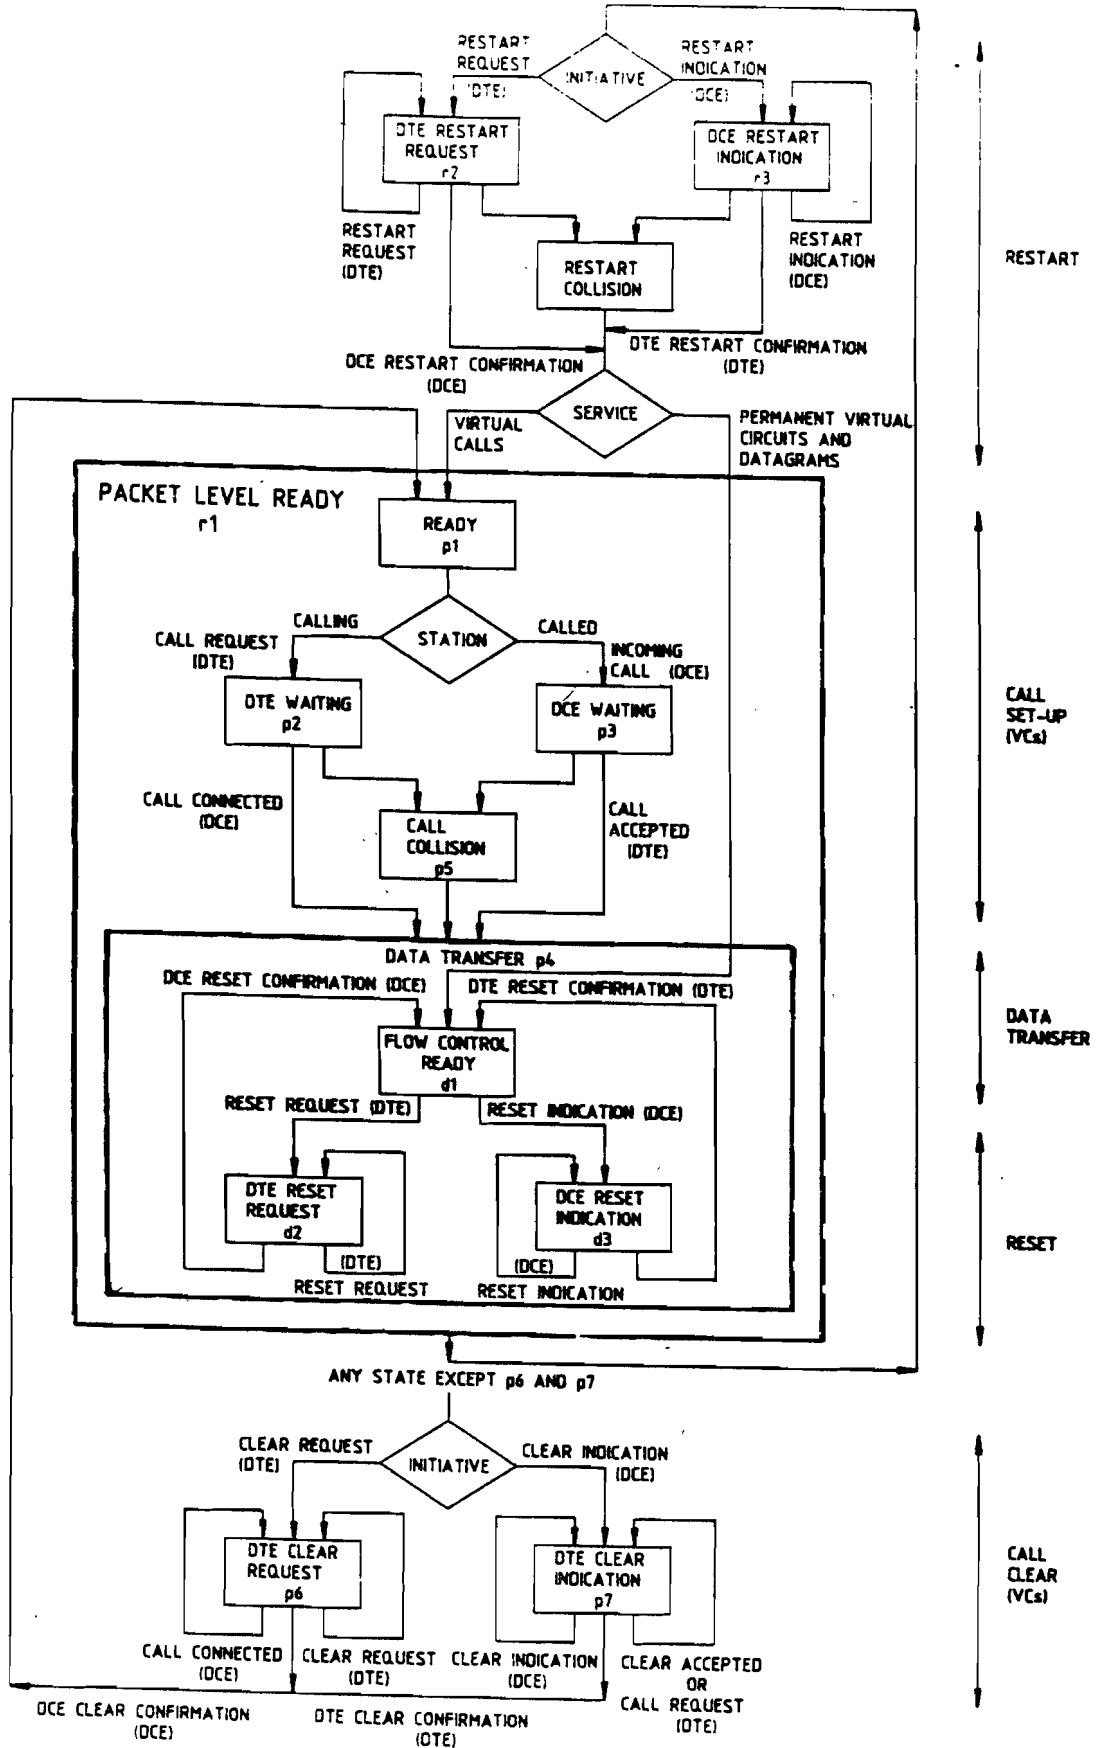 RESTART
REQUEST
(DTE)
INITIATIVE
RESTART
INDICATION
(DCE)
DTE RESTART
REQUEST
r2
DCE RESTART
INDICATION
r3
RESTART
REQUEST
(DTE)
RESTART
COLLISION
RESTART
INDICATION
(DCE)
RESTART
DCE RESTART CONFIRMATION
(DCE)
DTE RESTART CONFIRMATION
(DTE)
SERVICE
VIRTUAL
CALLS
PERMANENT VIRTUAL
CIRCUITS AND
DATAGRAMS
PACKET LEVEL READY
r1
READY
p1
STATION
CALLING
CALLED
CALL REQUEST
(DTE)
INCOMING
CALL (DCE)
DTE WAITING
p2
DCE WAITING
p3
CALL
SET-UP
(VCs)
CALL CONNECTED
(DCE)
CALL
COLLISION
p5
CALL
ACCEPTED
(DTE)
DATA TRANSFER p4
DCE RESET CONFIRMATION (DCE)
DTE RESET CONFIRMATION (DTE)
FLOW CONTROL
READY
d1
DATA
TRANSFER
RESET REQUEST (DTE)
RESET INDICATION (DCE)
DTE RESET
REQUEST
d2
DCE RESET
INDICATION
d3
RESET
(DTE)
RESET REQUEST
(DCE)
RESET INDICATION
ANY STATE EXCEPT p6 AND p7
CLEAR REQUEST
(DTE)
INITIATIVE
CLEAR INDICATION
(DCE)
DTE CLEAR
REQUEST
p6
DTE CLEAR
INDICATION
p7
CALL
CLEAR
(VCs)
CALL CONNECTED
(DCE)
CLEAR REQUEST
(DTE)
CLEAR INDICATION
(DCE)
CLEAR ACCEPTED
OR
CALL REQUEST
(DTE)
DCE CLEAR CONFIRMATION
(DCE)
DTE CLEAR CONFIRMATION
(DTE)